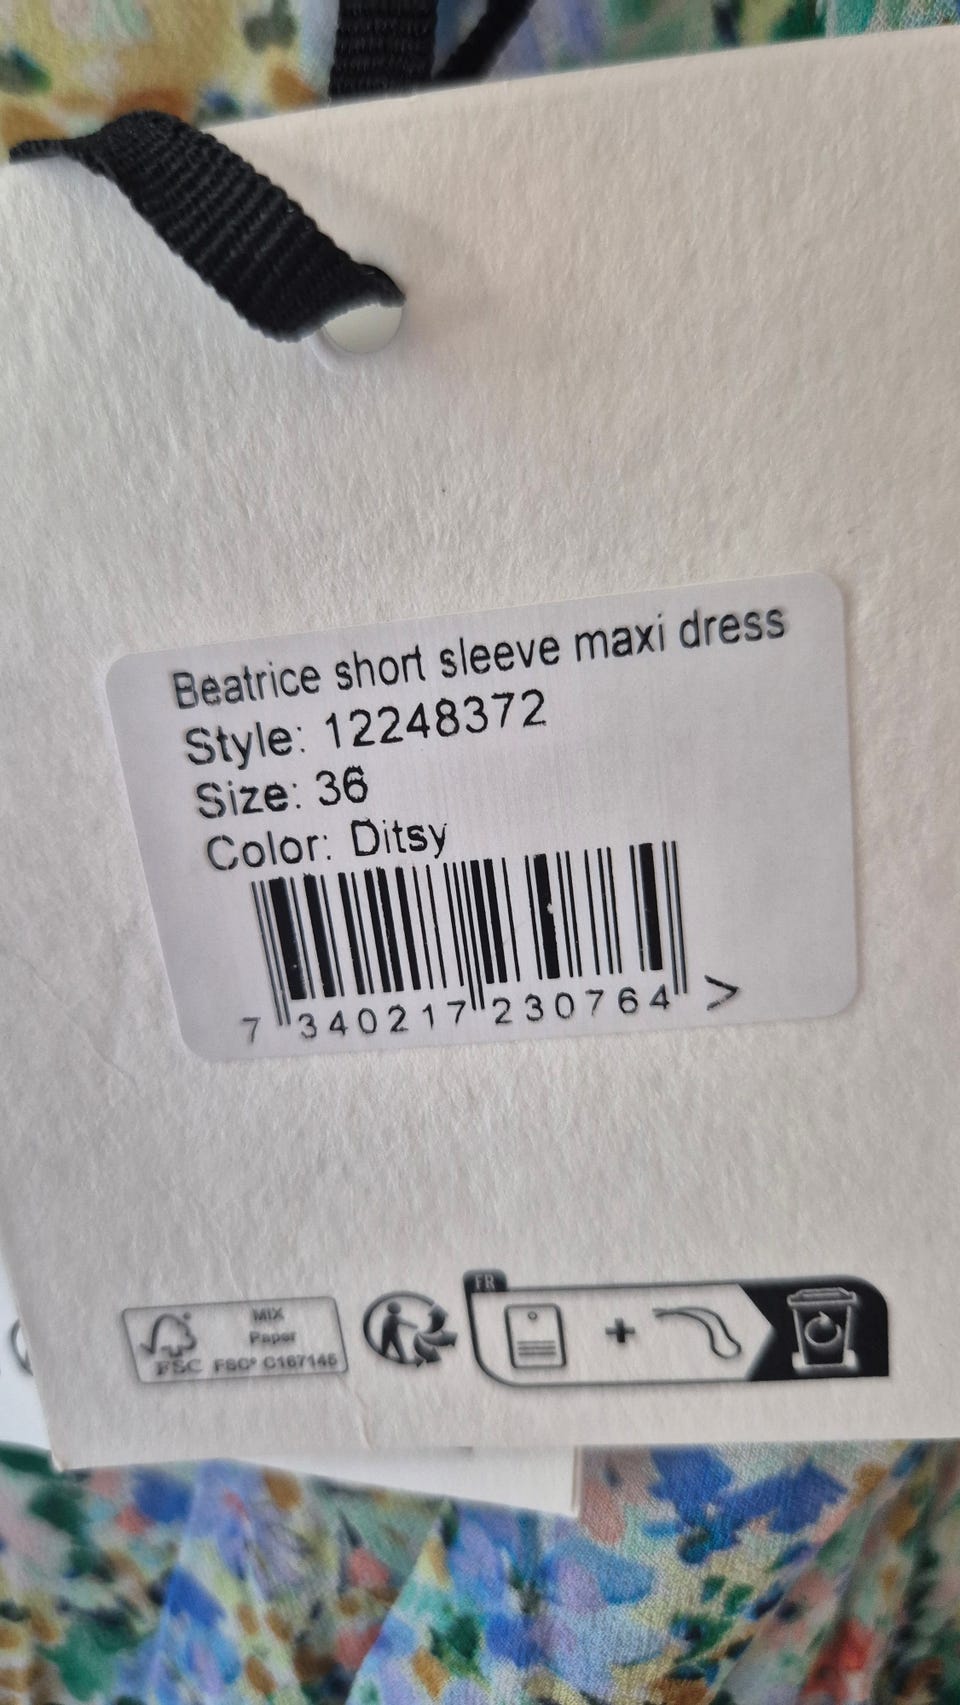 Beatrice short sleeve maxi dress
Style: 12248372
Size: 36
Color: Ditsy
7 340217 230764 >
FR
MIX
Paper
FSC FSC® C167145